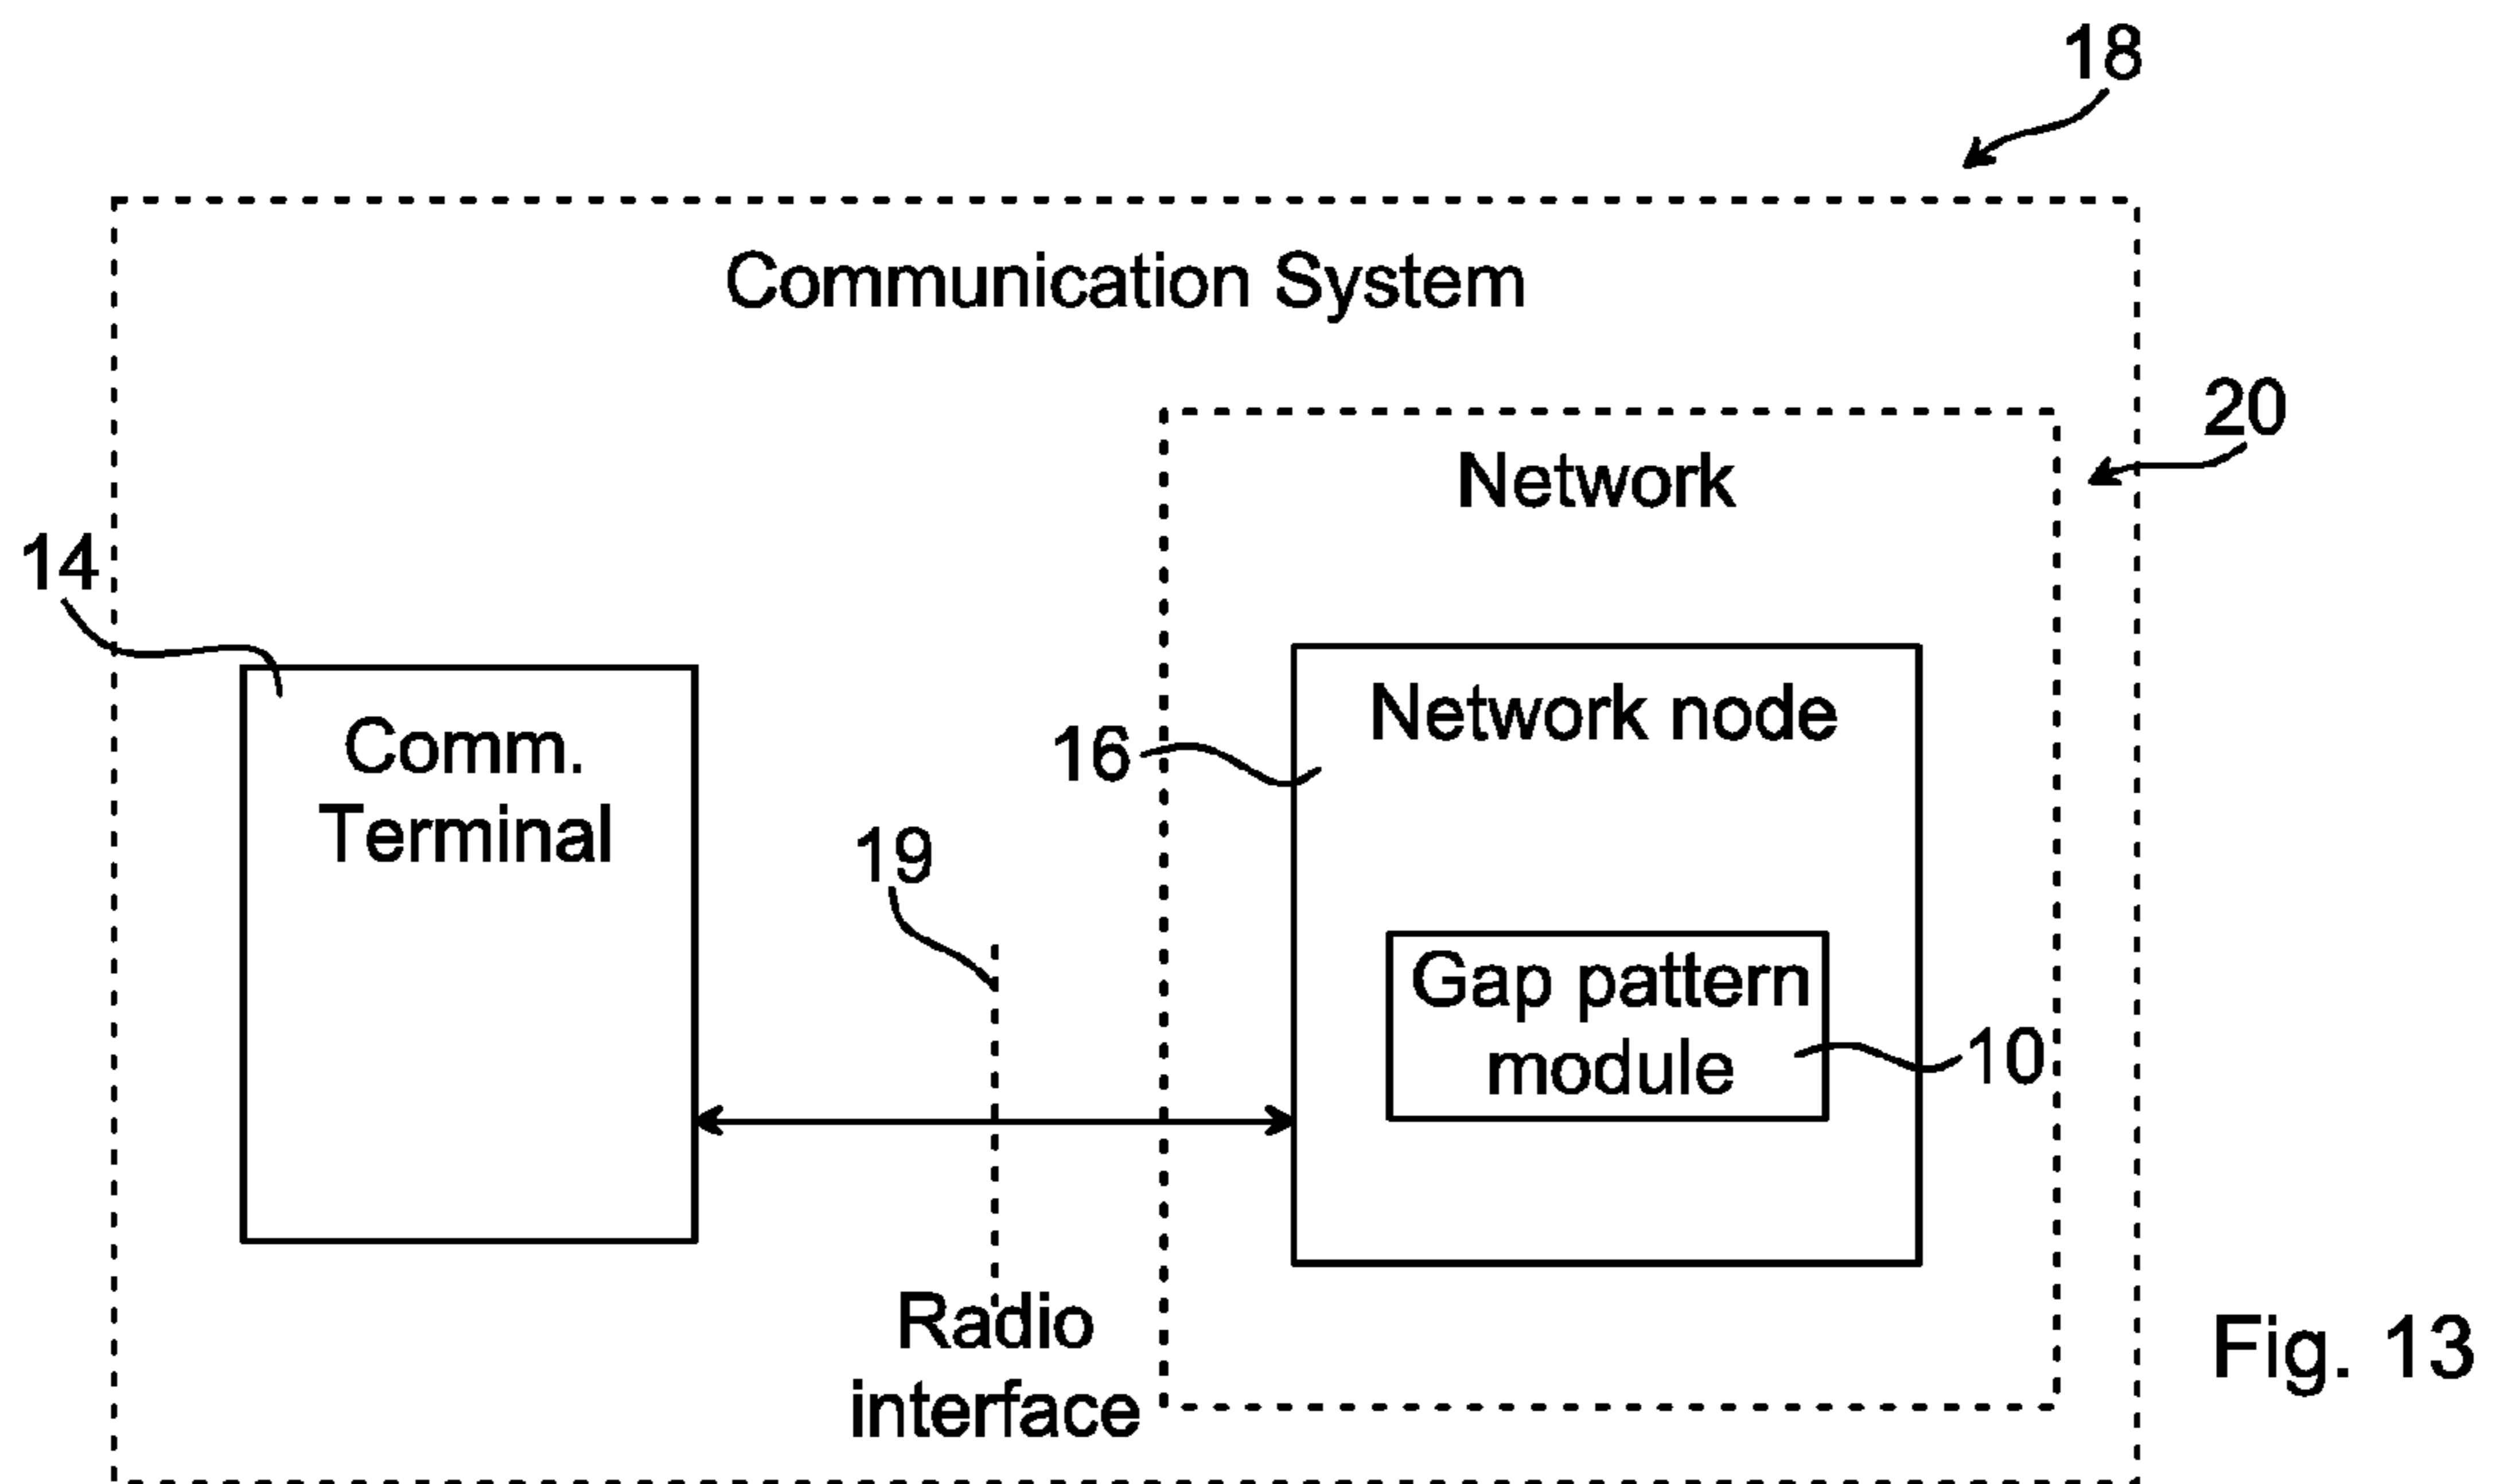 18
Communication System
20
Network
14
Network node
Comm.
Terminal
16
19
Gap pattern
module
10
Radio
interface
Fig. 13